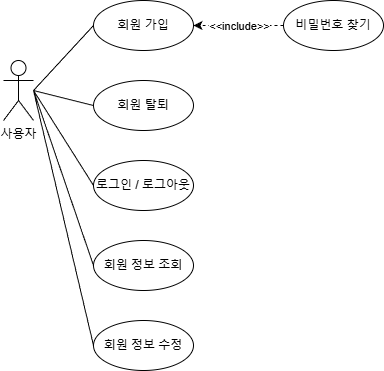 회원 가입
<<include>>
비밀번호 찾기
회원 탈퇴
사용자
로그인 / 로그아웃
회원 정보 조회
회원 정보 수정